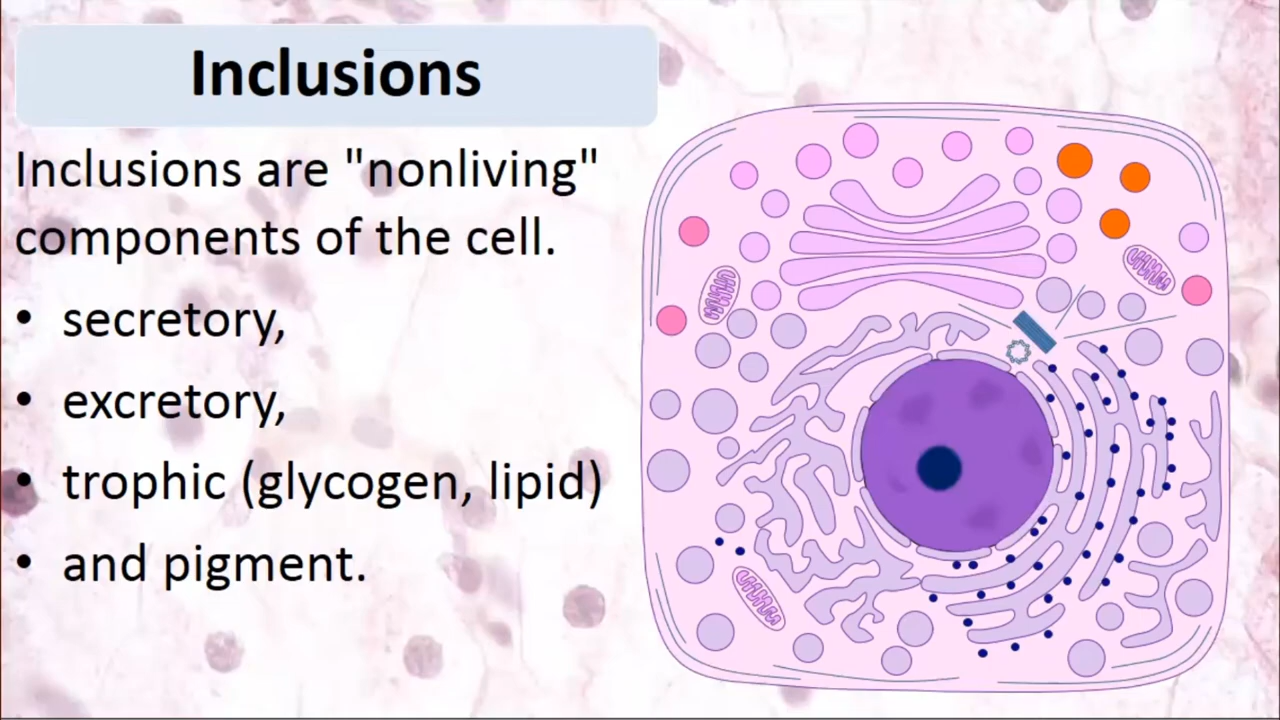 Inclusions
Inclusions are "nonliving"
components of the cell.
• secretory,
• excretory,
• trophic (glycogen, lipid)
• and pigment.